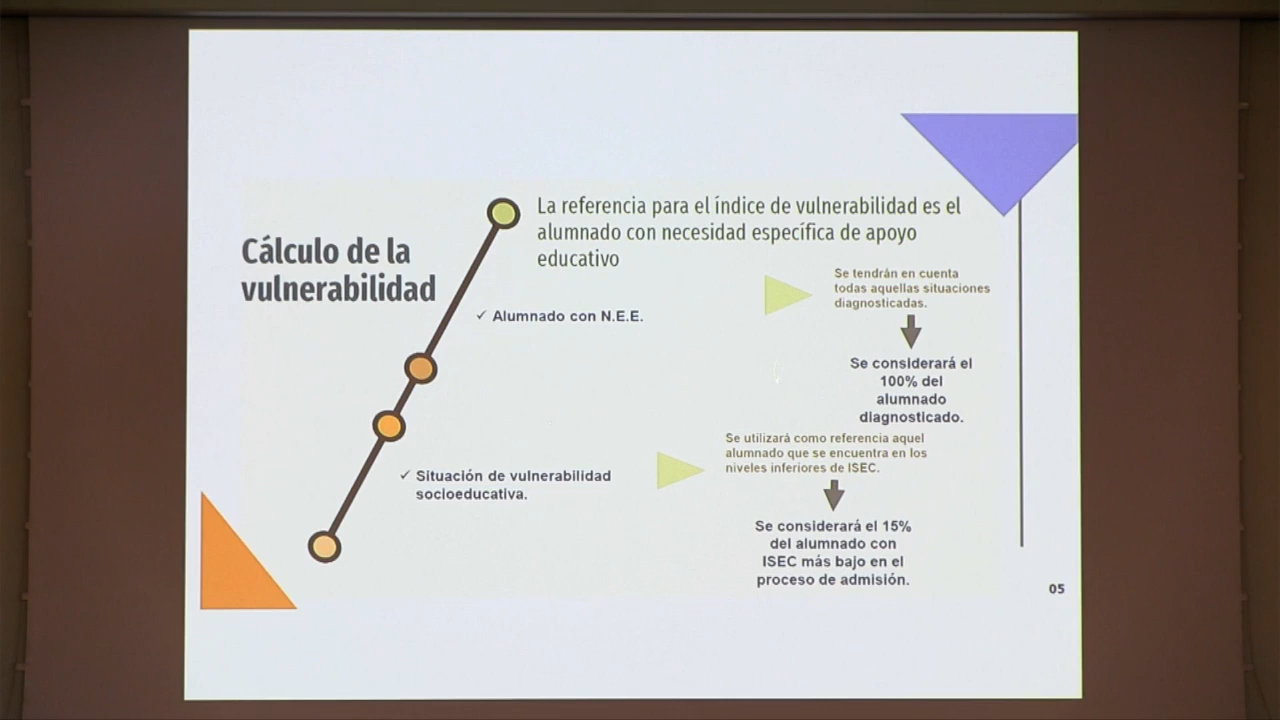 Cálculo de la
vulnerabilidad
La referencia para el índice de vulnerabilidad es el
alumnado con necesidad específica de apoyo
educativo
✓ Alumnado con N.E.E.
Se tendrán en cuenta
todas aquellas situaciones
diagnosticadas.
Se considerará el
100% del
alumnado
diagnosticado.
✓ Situación de vulnerabilidad
socioeducativa.
Se utilizará como referencia aquel
alumnado que se encuentra en los
niveles inferiores de ISEC.
Se considerará el 15%
del alumnado con
ISEC más bajo en el
proceso de admisión.
05